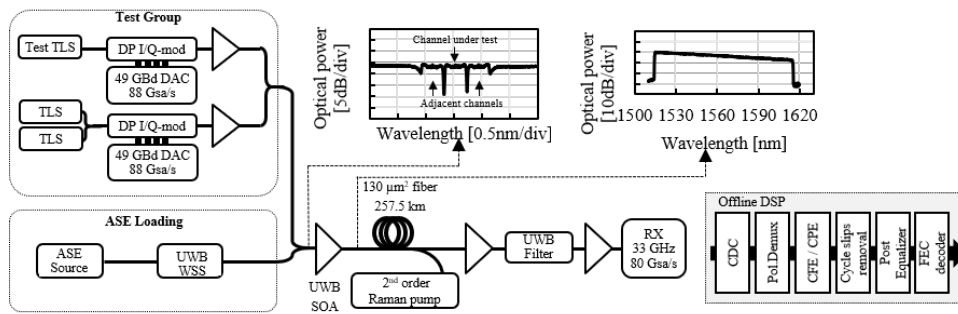 Test Group
Test TLS
DP I/Q-mod
49 GBd DAC
88 Gsa/s
TLS
TLS
DP I/Q-mod
49 GBd DAC
88 Gsa/s
ASE Loading
ASE
Source
UWB
WSS
Optical power
[5dB/div]
Channel under test
Adjacent channels
Wavelength [0.5nm/div]
Optical power
[10dB/div]
1500 1530 1560 1590 1620
Wavelength [nm]
130 µm² fiber
257.5 km
UWB
SOA
2nd order
Raman pump
UWB
Filter
RX
33 GHz
80 Gsa/s
Offline DSP
CDC
Pol.Demux
CFE / CPE
Cycle slips
removal
Post
Equalizer
FEC
decoder